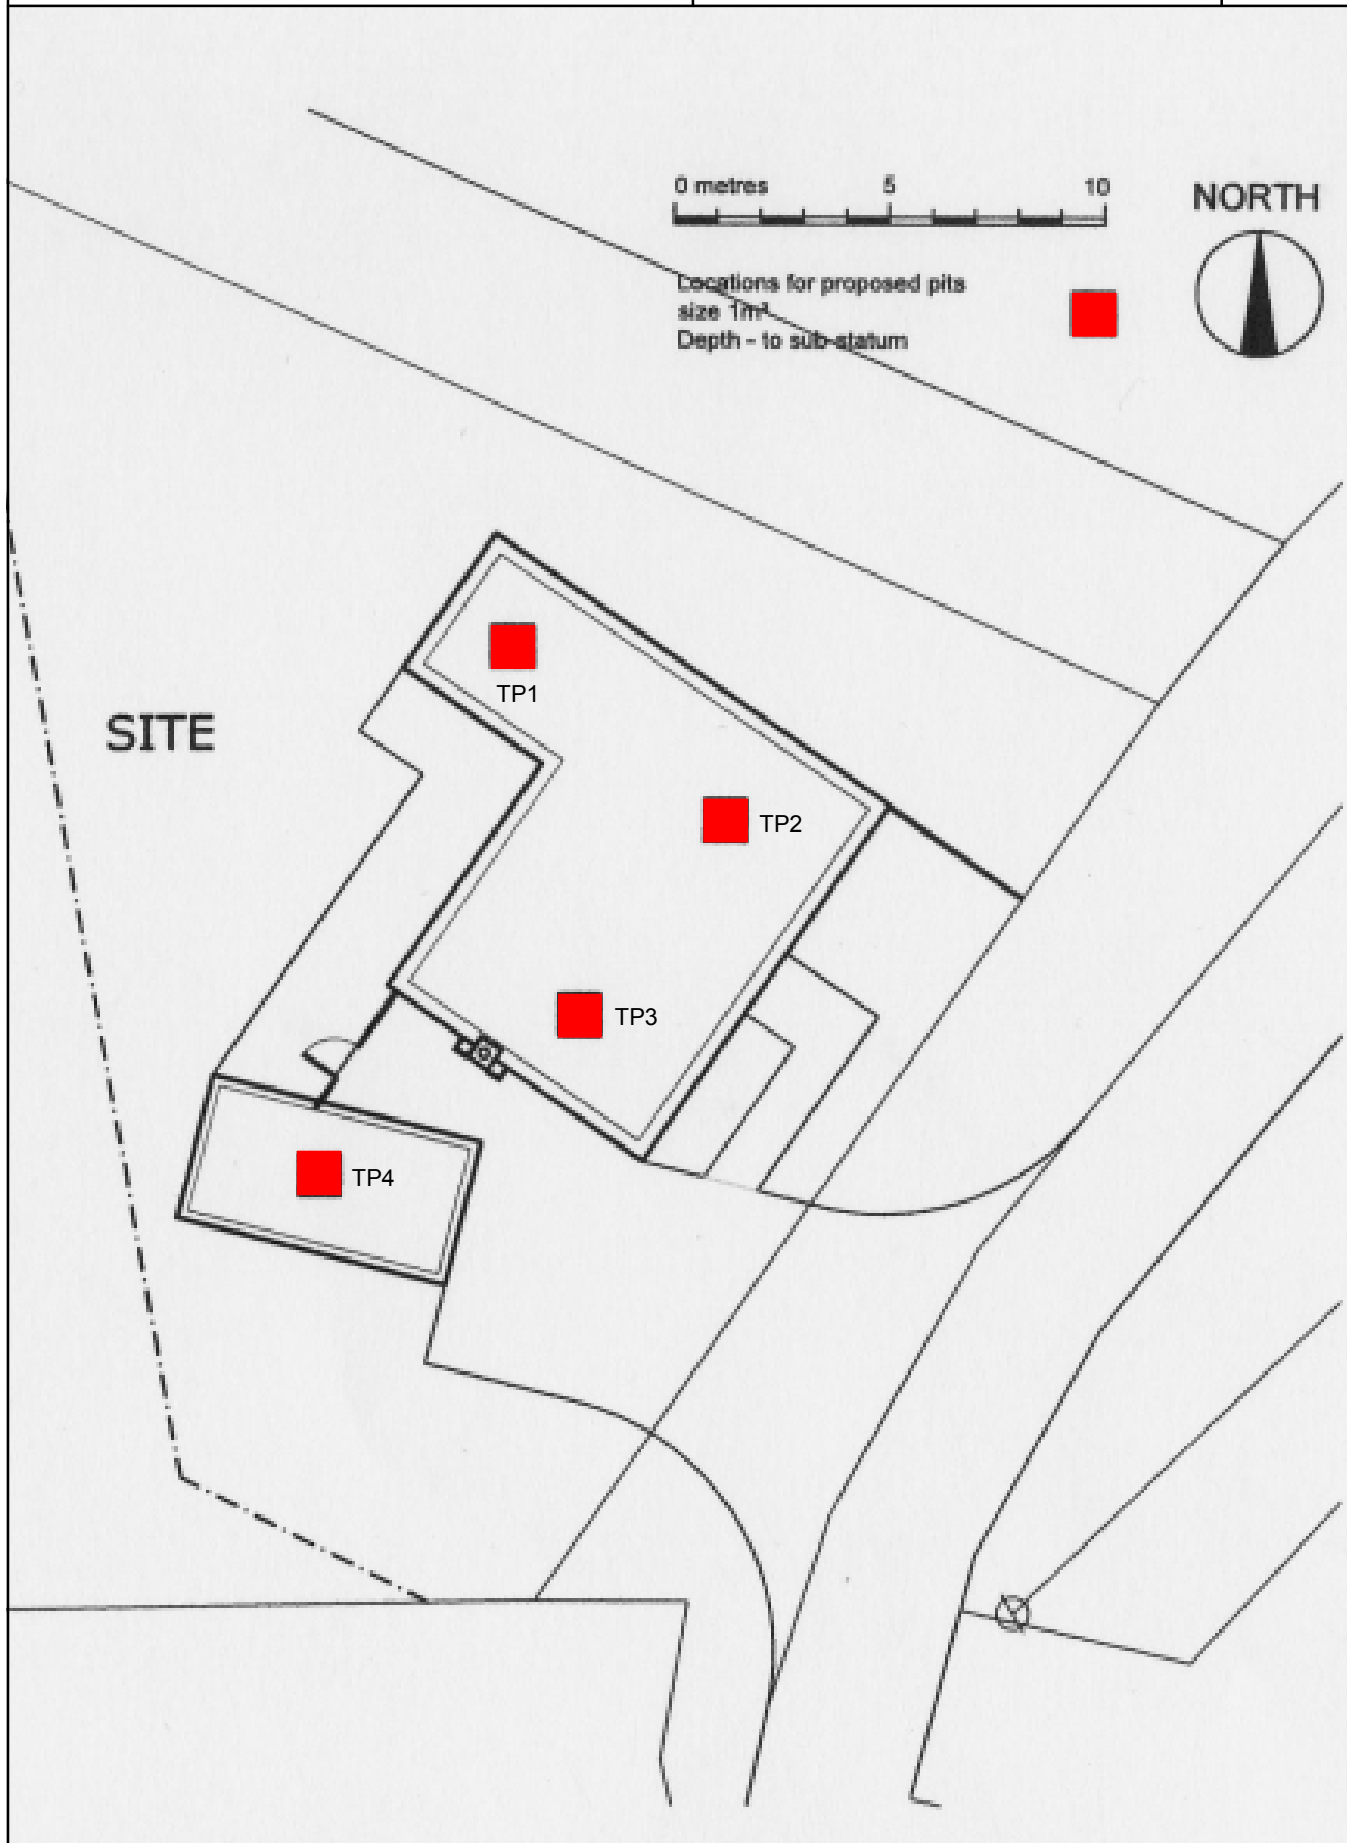 0 metres 5 10
NORTH
Locations for proposed pits
size 1m²
Depth - to sub-statum
TP1
SITE
TP2
TP3
TP4